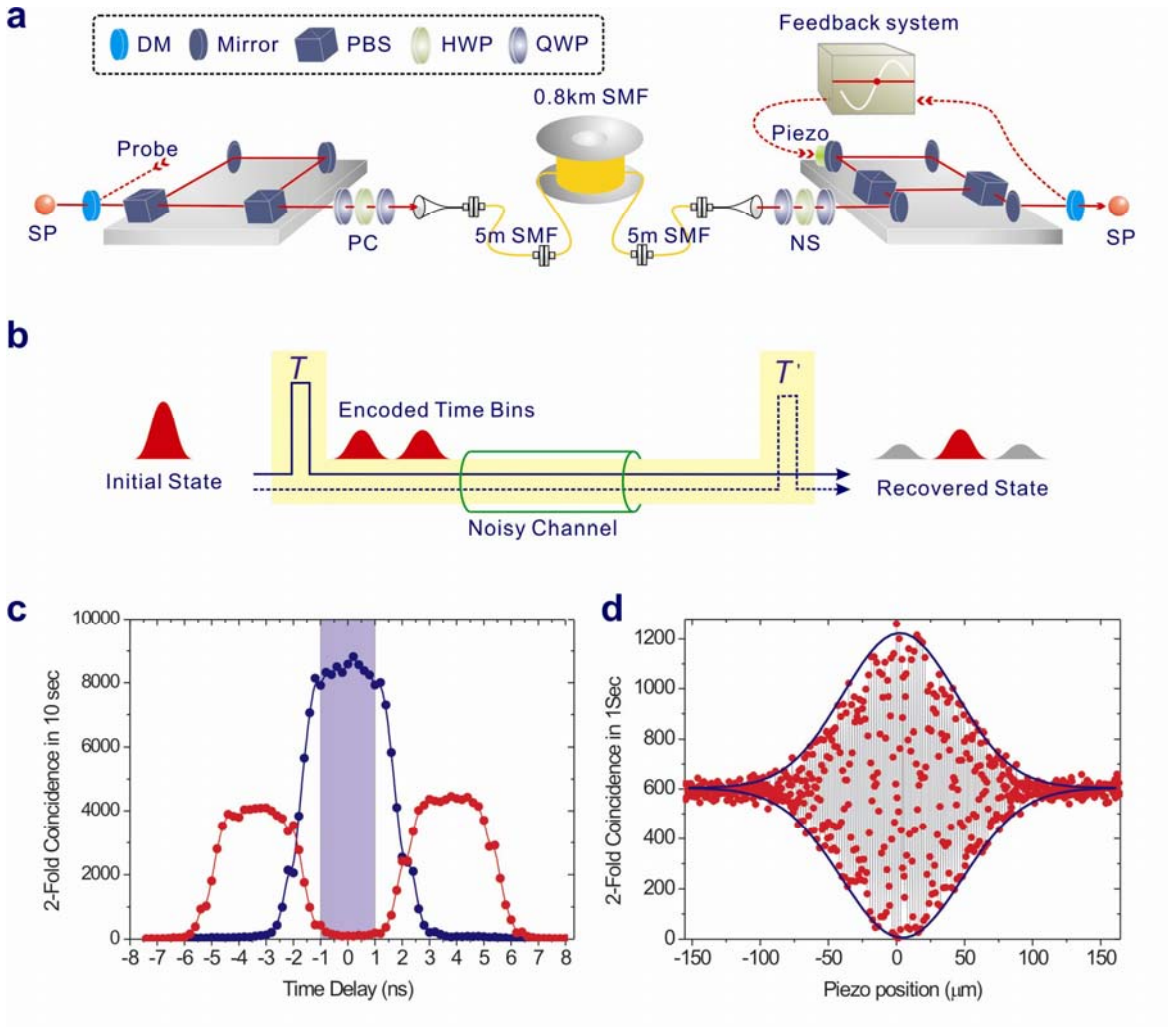 a
DM Mirror PBS HWP QWP
Feedback system
0.8km SMF
Probe
Piezo
SP
PC
5m SMF
5m SMF
NS
SP
b
T
T'
Encoded Time Bins
Initial State
Recovered State
Noisy Channel
c
2-Fold Coincidence in 10 sec
10000
8000
6000
4000
2000
0
-8 -7 -6 -5 -4 -3 -2 -1 0 1 2 3 4 5 6 7 8
Time Delay (ns)
d
2-Fold Coincidence in 1Sec
1200
1000
800
600
400
200
0
-150 -100 -50 0 50 100 150
Piezo position (μm)